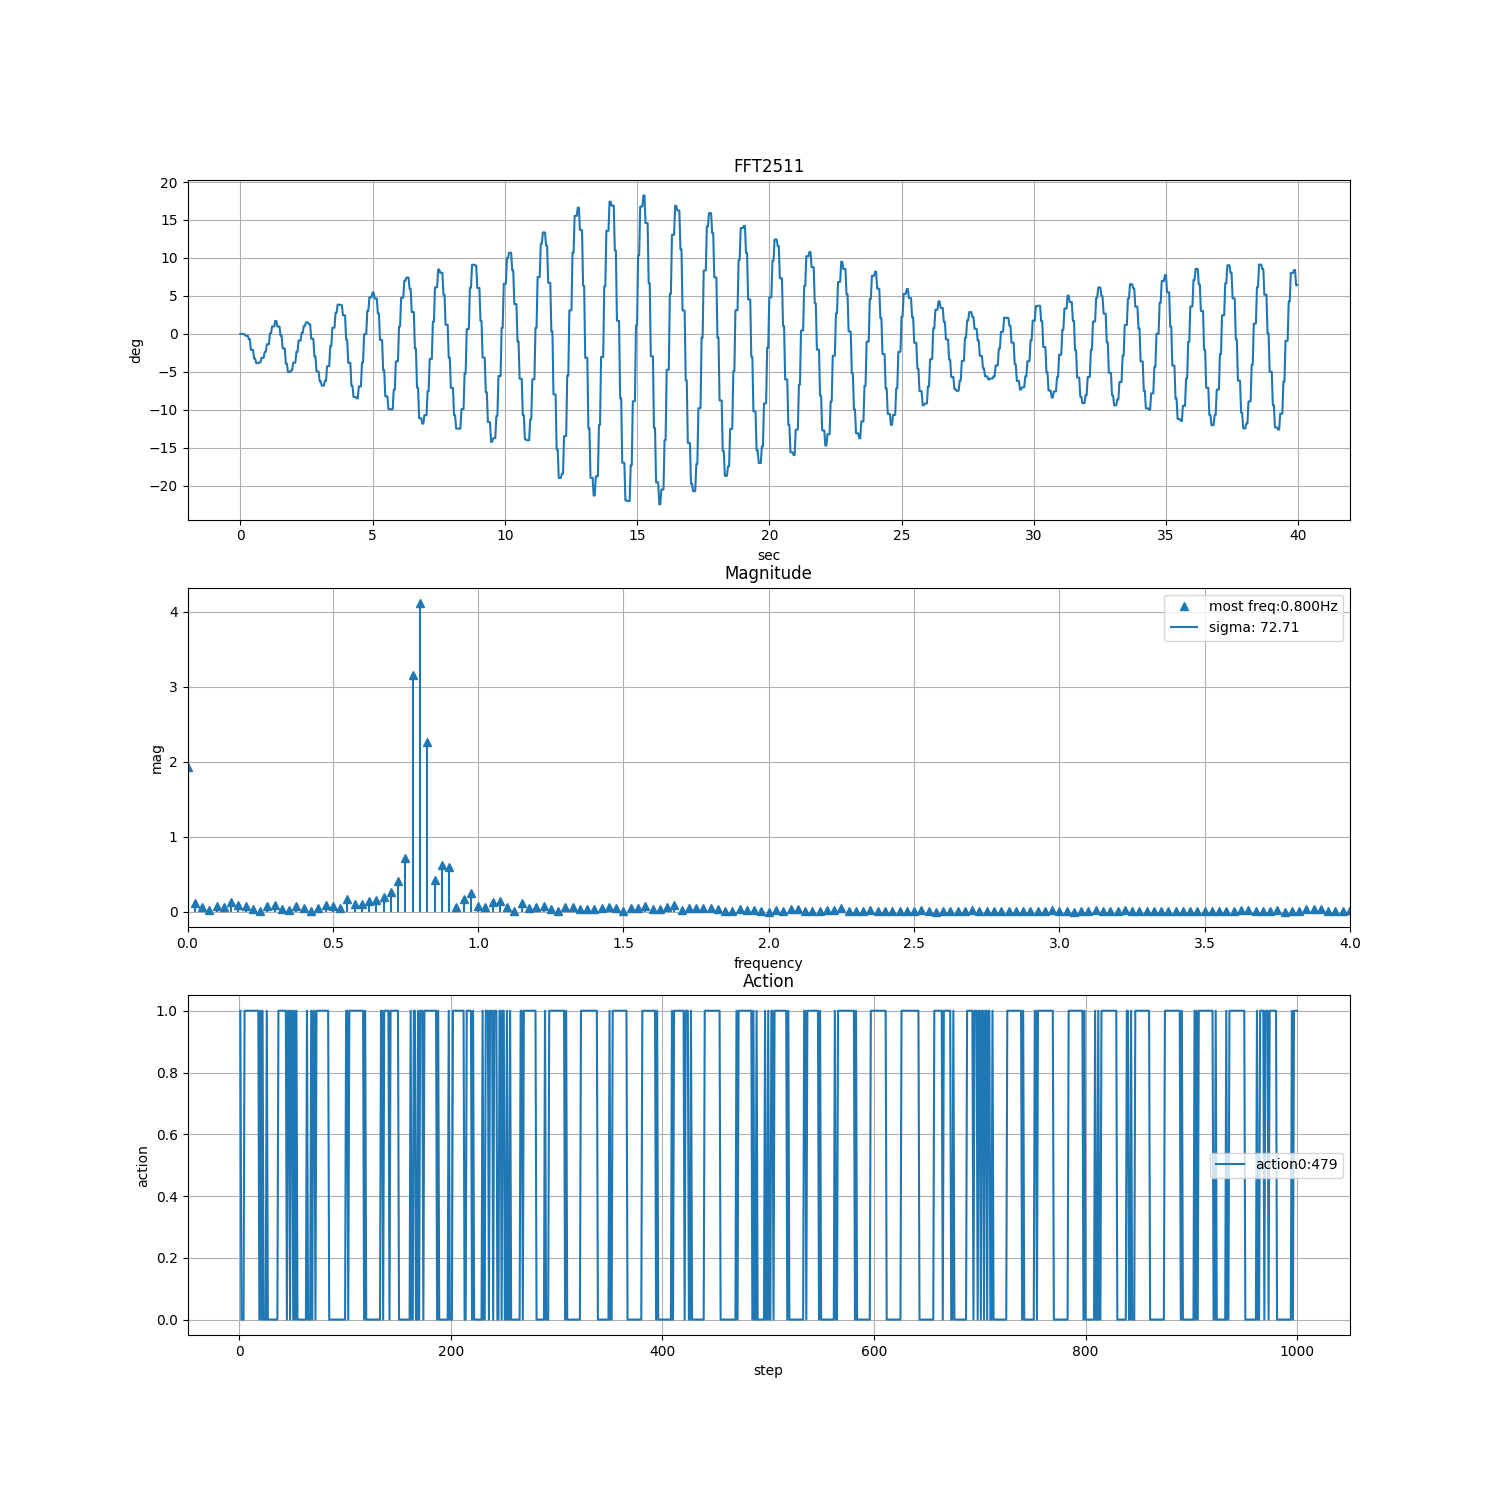 FFT2511
20
15
10
5
0
−5
−10
−15
−20
deg
0 5 10 15 20 25 30 35 40
sec
Magnitude
most freq:0.800Hz
sigma: 72.71
4
3
2
1
0
mag
0.0 0.5 1.0 1.5 2.0 2.5 3.0 3.5 4.0
frequency
Action
1.0
0.8
0.6
0.4
0.2
0.0
action
action0:479
0 200 400 600 800 1000
step